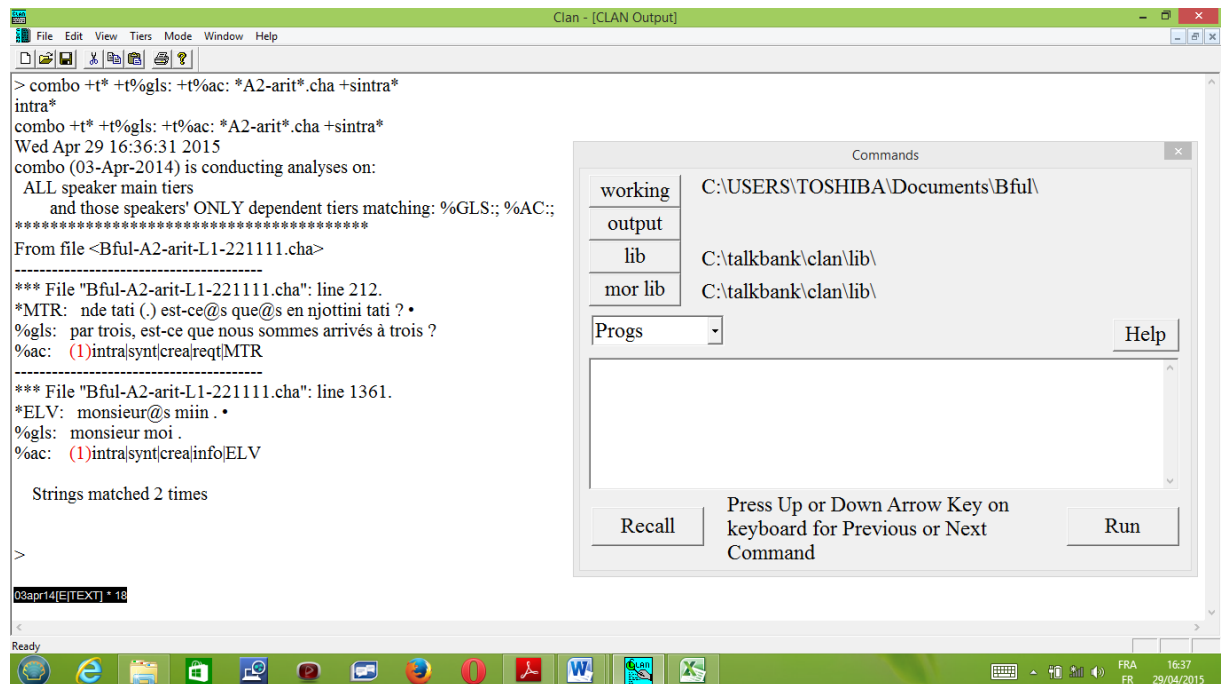 Clan - [CLAN Output]
File Edit View Tiers Mode Window Help
> combo +t* +t%gls: +t%ac: *A2-arit*.cha +sintra*
intra*
combo +t* +t%gls: +t%ac: *A2-arit*.cha +sintra*
Wed Apr 29 16:36:31 2015
combo (03-Apr-2014) is conducting analyses on:
ALL speaker main tiers
and those speakers' ONLY dependent tiers matching: %GLS:; %AC:;
****************************************
From file <Bful-A2-arit-L1-221111.cha>
----------------------------------------
*** File "Bful-A2-arit-L1-221111.cha": line 212.
*MTR: nde tati (.) est-ce@s que@s en njottini tati ? •
%gls: par trois, est-ce que nous sommes arrivés à trois ?
%ac: (1)intra|synt|crea|reqt|MTR
----------------------------------------
*** File "Bful-A2-arit-L1-221111.cha": line 1361.
*ELV: monsieur@s miin . •
%gls: monsieur moi .
%ac: (1)intra|synt|crea|info|ELV
Strings matched 2 times
>
03apr14[E|TEXT] * 18
Ready
Commands
working C:\USERS\TOSHIBA\Documents\Bful\
output
lib C:\talkbank\clan\lib\
mor lib C:\talkbank\clan\lib\
Progs
Help
Recall
Press Up or Down Arrow Key on
keyboard for Previous or Next
Command
Run
FRA 16:37
FR 29/04/2015